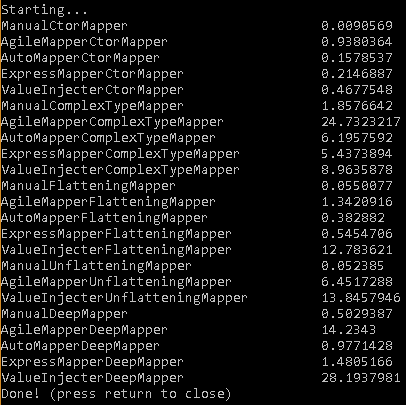 Starting...
ManualCtorMapper 0.0090569
AgileMapperCtorMapper 0.9380364
AutoMapperCtorMapper 0.1578537
ExpressMapperCtorMapper 0.2146887
ValueInjecterCtorMapper 0.4677548
ManualComplexTypeMapper 1.8576642
AgileMapperComplexTypeMapper 24.7323217
AutoMapperComplexTypeMapper 6.1957592
ExpressMapperComplexTypeMapper 5.4373894
ValueInjecterComplexTypeMapper 8.9635878
ManualFlatteningMapper 0.0550077
AgileMapperFlatteningMapper 1.3420916
AutoMapperFlatteningMapper 0.382882
ExpressMapperFlatteningMapper 0.5454706
ValueInjecterFlatteningMapper 12.783621
ManualUnflatteningMapper 0.052385
AgileMapperUnflatteningMapper 6.4517288
ValueInjecterUnflatteningMapper 13.8457946
ManualDeepMapper 0.5029387
AgileMapperDeepMapper 14.2343
AutoMapperDeepMapper 0.9771428
ExpressMapperDeepMapper 1.4805166
ValueInjecterDeepMapper 28.1937981
Done! (press return to close)